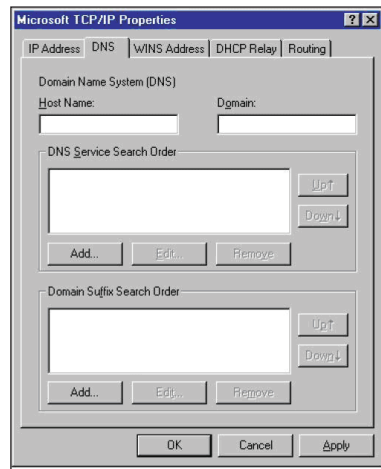 Microsoft TCP/IP Properties ? X
IP Address DNS WINS Address DHCP Relay Routing
Domain Name System (DNS)
Host Name: Domain:
DNS Service Search Order
Up↑
Down↓
Add... Edit... Remove
Domain Suffix Search Order
Up↑
Down↓
Add... Edit... Remove
OK Cancel Apply